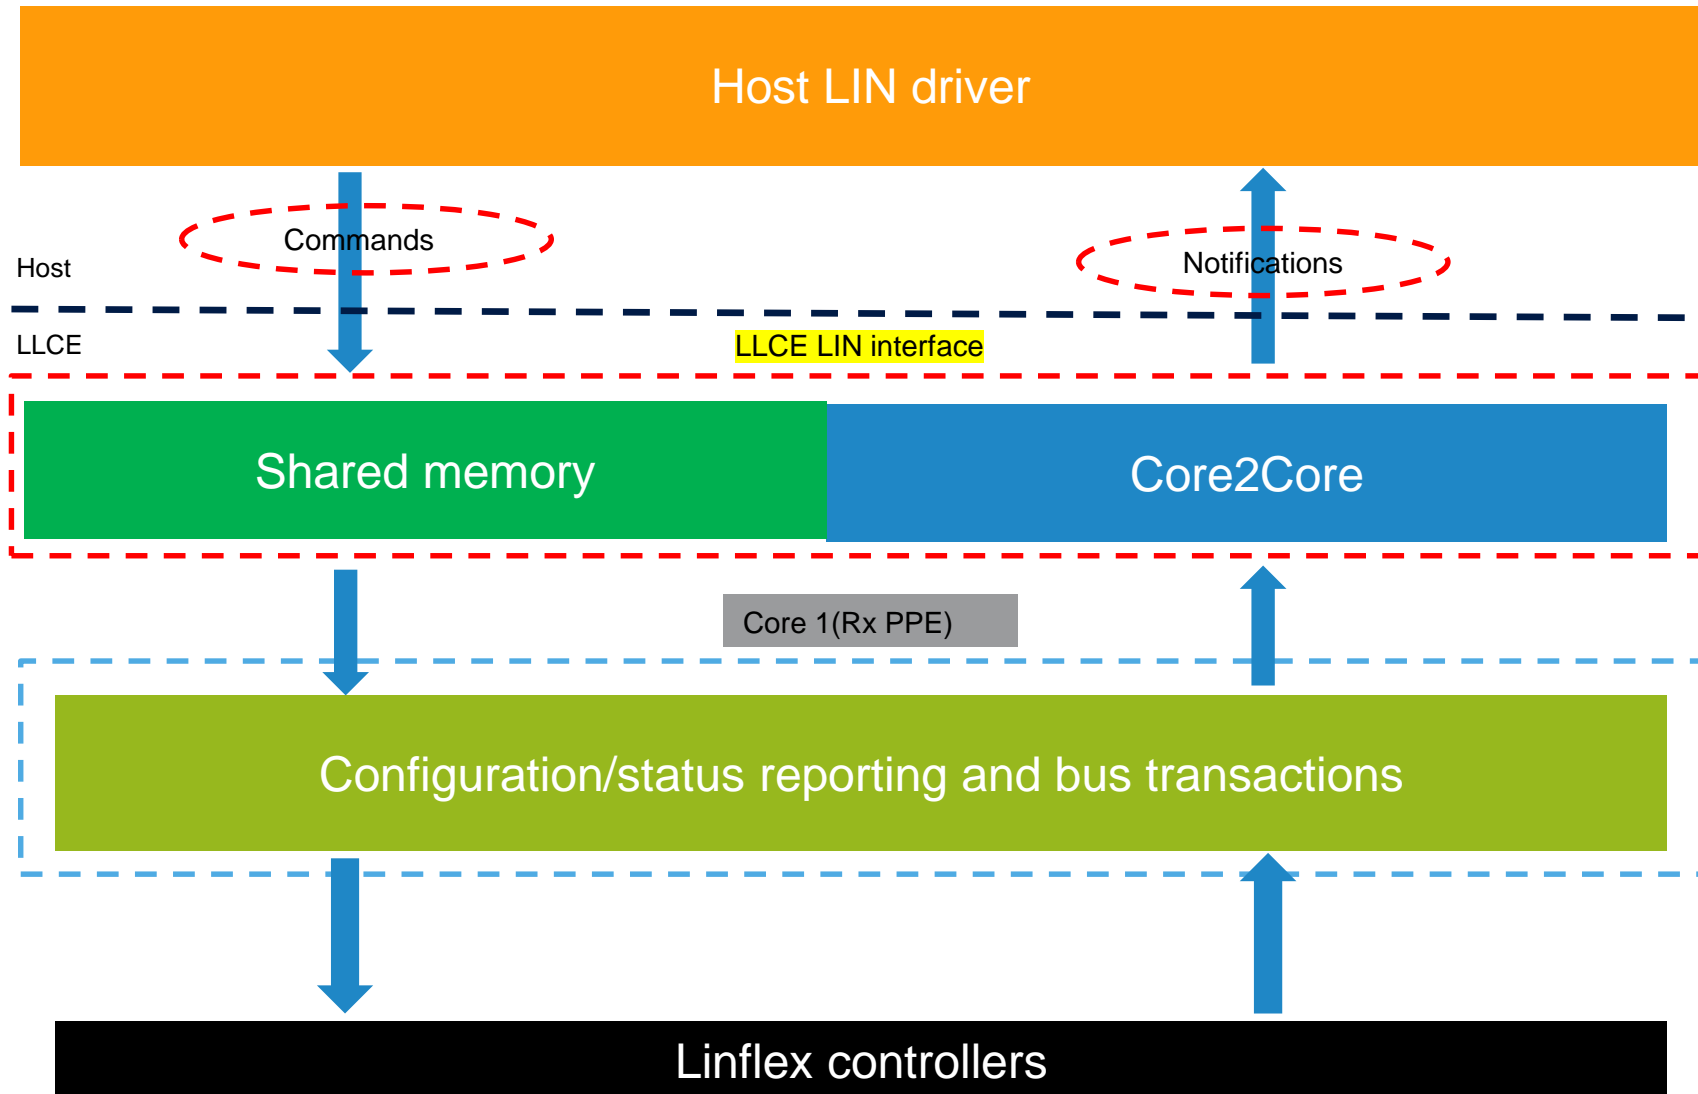 Host LIN driver
Commands
Notifications
Host
LLCE
LLCE LIN interface
Shared memory
Core2Core
Core 1(Rx PPE)
Configuration/status reporting and bus transactions
Linflex controllers